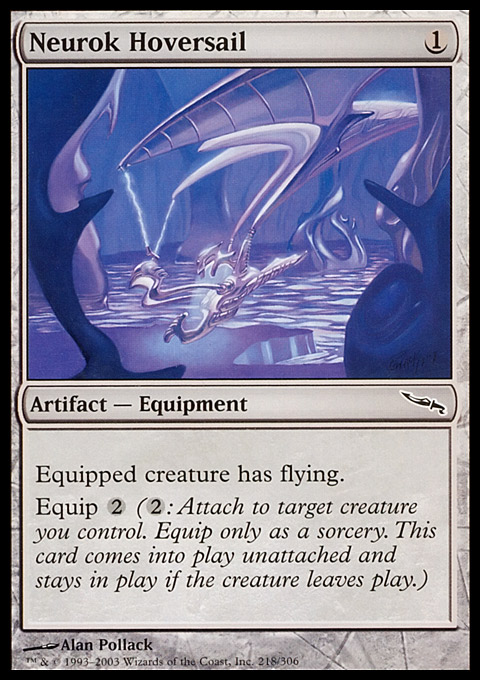 Neurok Hoversail 1
Artifact — Equipment
Equipped creature has flying.
Equip 2 (2: Attach to target creature
you control. Equip only as a sorcery. This
card comes into play unattached and
stays in play if the creature leaves play.)
Alan Pollack
™ & © 1993–2003 Wizards of the Coast, Inc. 218/306